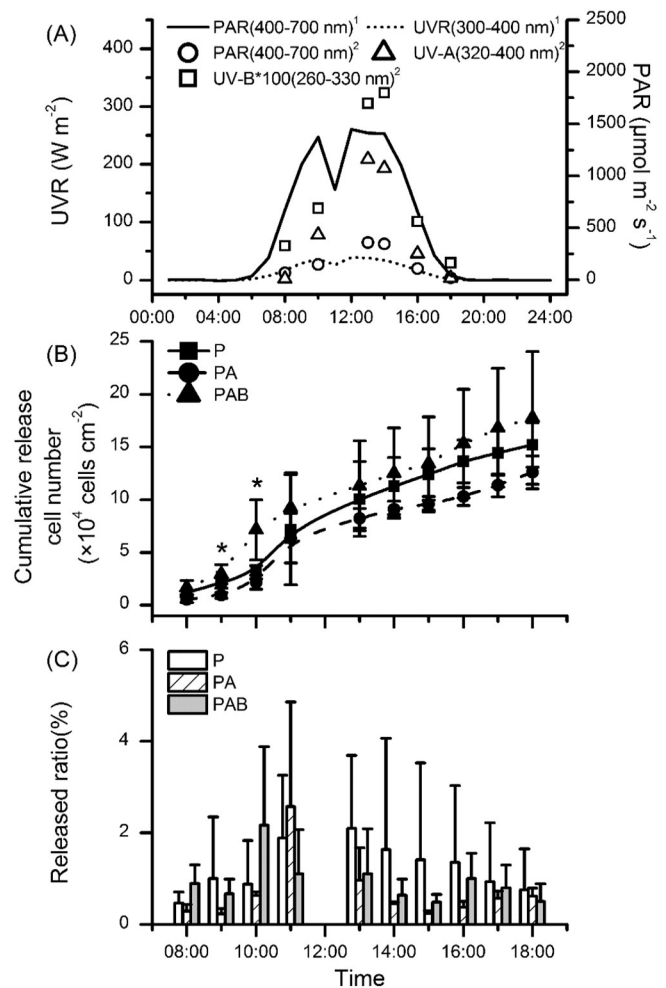 (A)
PAR(400-700 nm)1 UVR(300-400 nm)1
PAR(400-700 nm)2 UV-A(320-400 nm)2
UV-B*100(260-330 nm)2
UVR (W m-2)
400
300
200
100
0
PAR (μmol m-2 s-1)
2500
2000
1500
1000
500
0
00:00 04:00 08:00 12:00 16:00 20:00 24:00
(B)
P
PA
PAB
Cumulative release
cell number
(×104 cells cm-2)
25
20
15
10
5
0
*
*
(C)
P
PA
PAB
Released ratio(%)
6
4
2
0
08:00 10:00 12:00 14:00 16:00 18:00
Time